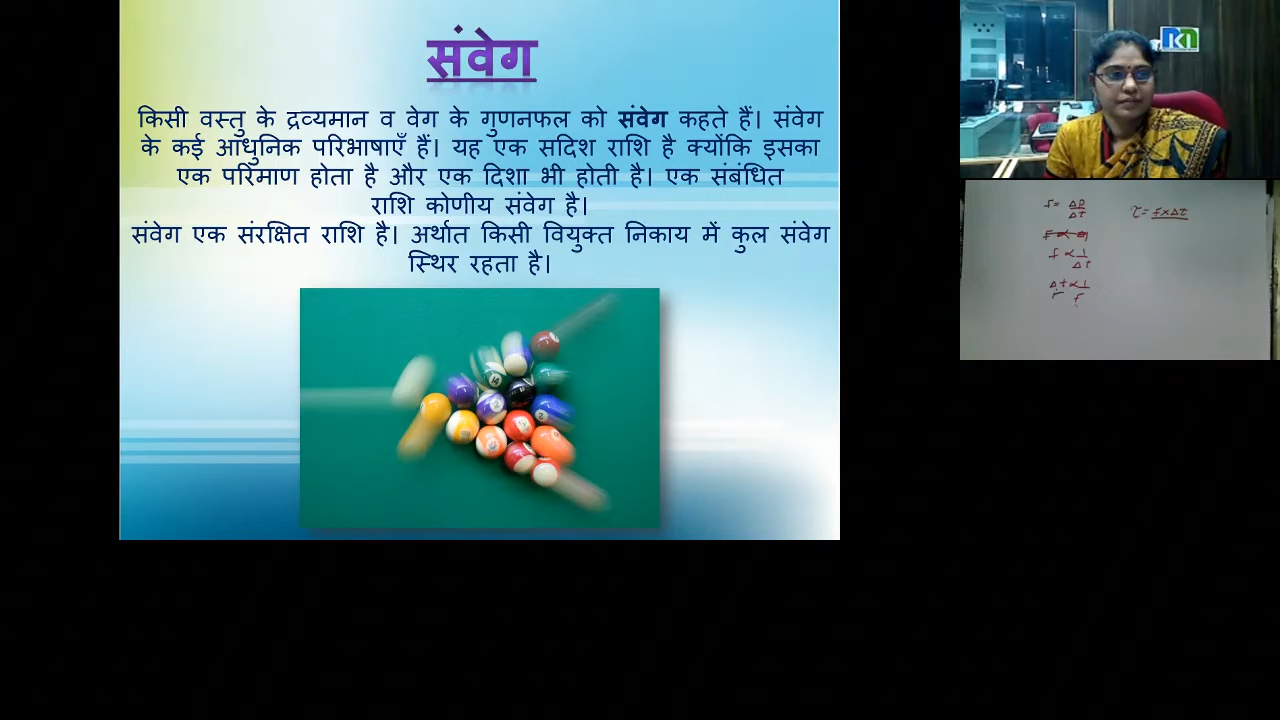 संवेग
किसी वस्तु के द्रव्यमान व वेग के गुणनफल को संवेग कहते हैं। संवेग
के कई आधुनिक परिभाषाएँ हैं। यह एक सदिश राशि है क्योंकि इसका
एक परिमाण होता है और एक दिशा भी होती है। एक संबंधित
राशि कोणीय संवेग है।
संवेग एक संरक्षित राशि है। अर्थात किसी वियुक्त निकाय में कुल संवेग
स्थिर रहता है।